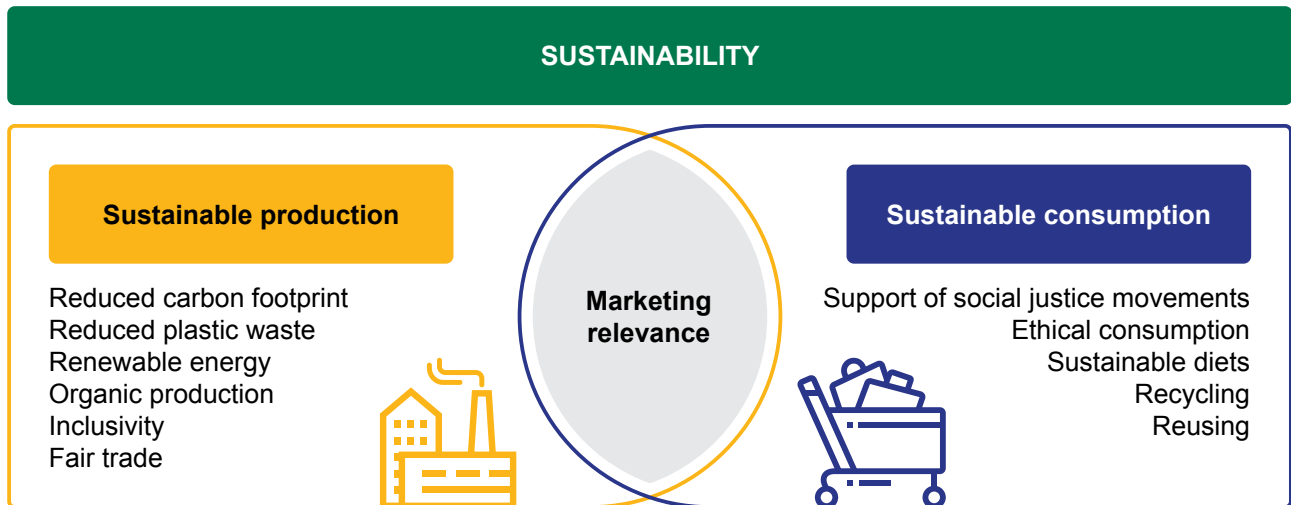 SUSTAINABILITY
Sustainable production
Reduced carbon footprint
Reduced plastic waste
Renewable energy
Organic production
Inclusivity
Fair trade
Marketing
relevance
Sustainable consumption
Support of social justice movements
Ethical consumption
Sustainable diets
Recycling
Reusing